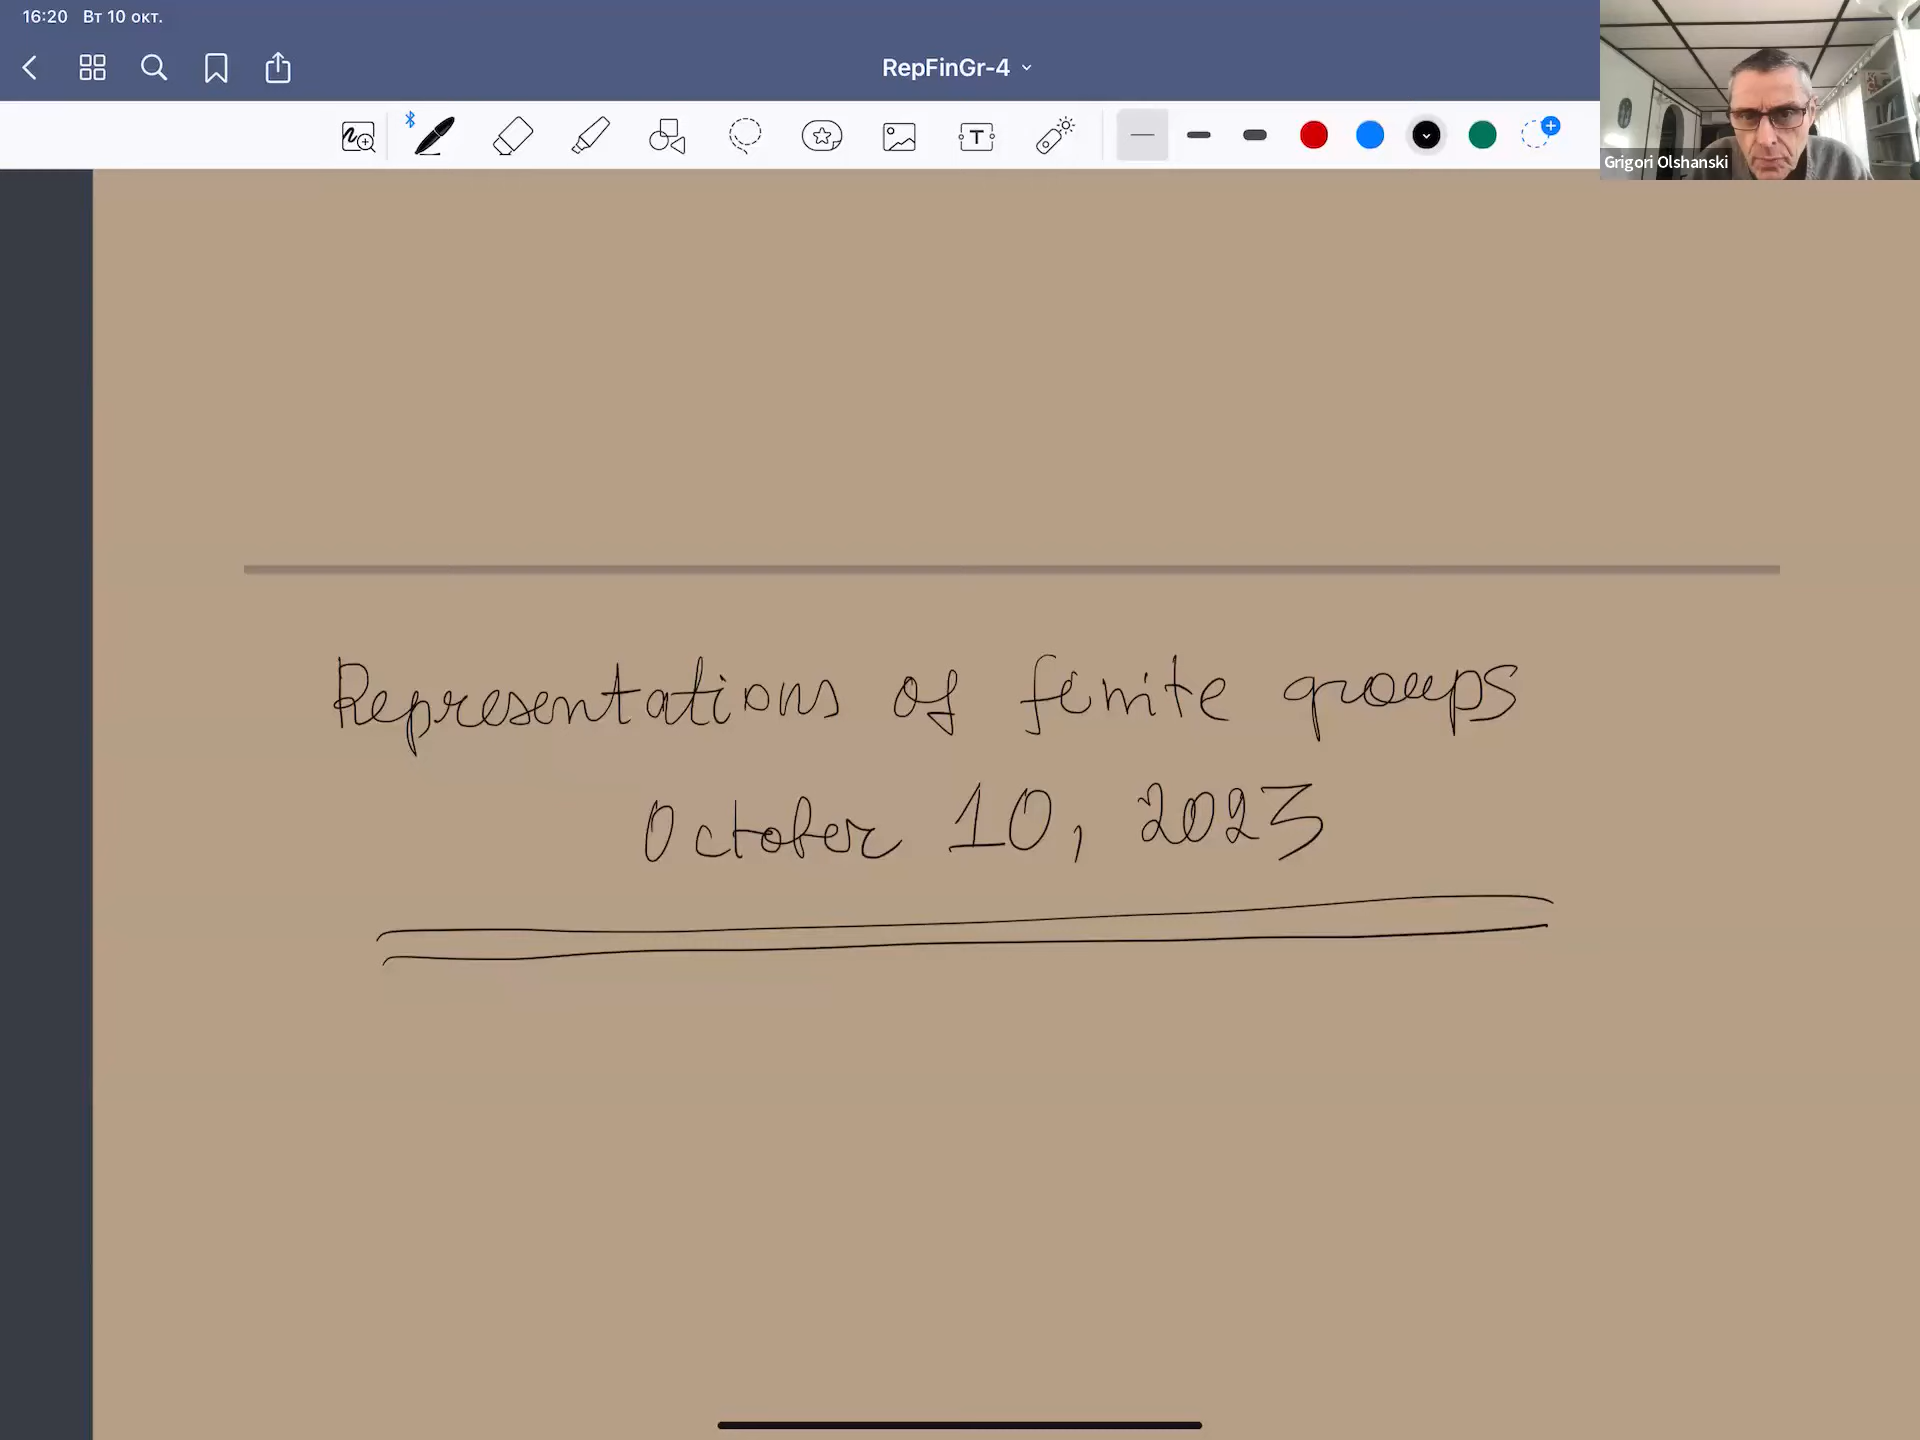 16:20 Вт 10 окт.
RepFinGr-4
T
Grigori Olshanski
Representations of finite groups
October 10, 2023